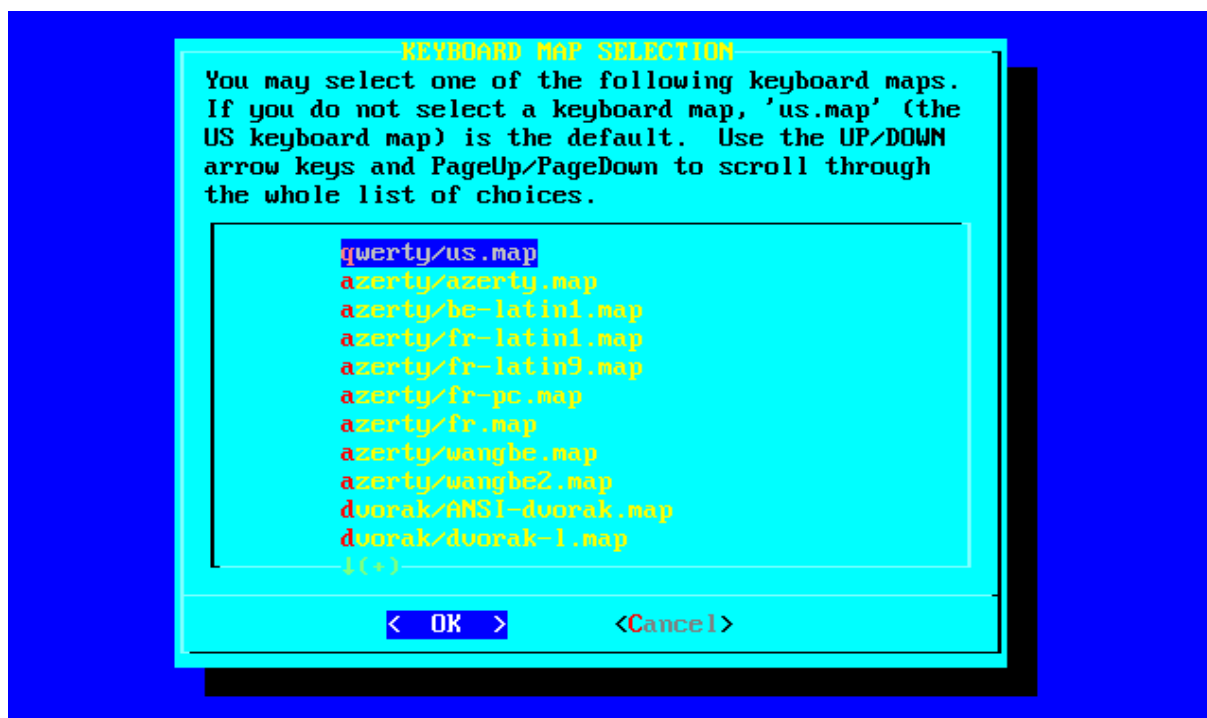 KEYBOARD MAP SELECTION
You may select one of the following keyboard maps.
If you do not select a keyboard map, 'us.map' (the
US keyboard map) is the default.  Use the UP/DOWN
arrow keys and PageUp/PageDown to scroll through
the whole list of choices.
qwerty/us.map
azerty/azerty.map
azerty/be-latin1.map
azerty/fr-latin1.map
azerty/fr-latin9.map
azerty/fr-pc.map
azerty/fr.map
azerty/wangbe.map
azerty/wangbe2.map
dvorak/ANSI-dvorak.map
dvorak/dvorak-l.map
↓(+)
< OK > <Cancel>